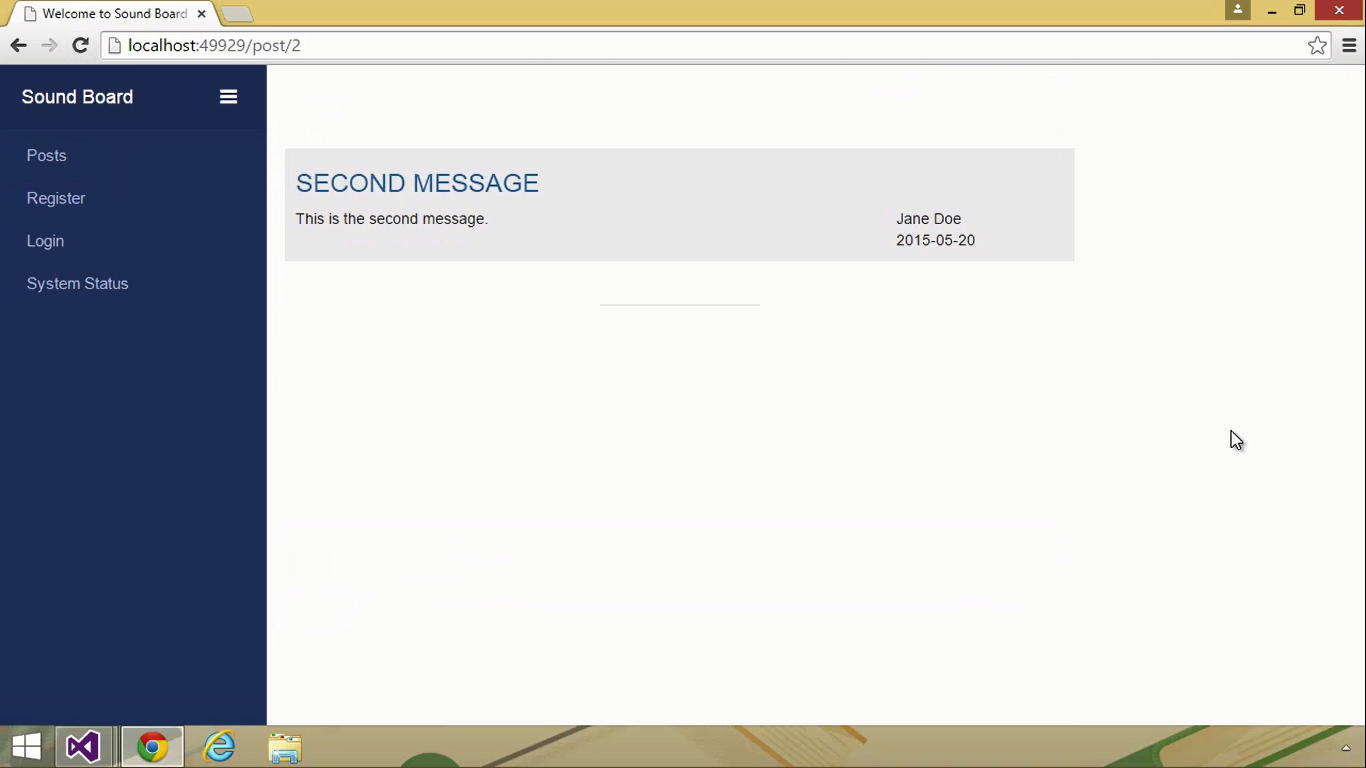 Welcome to Sound Board
localhost:49929/post/2
Sound Board
Posts
Register
Login
System Status
SECOND MESSAGE
This is the second message.
Jane Doe
2015-05-20